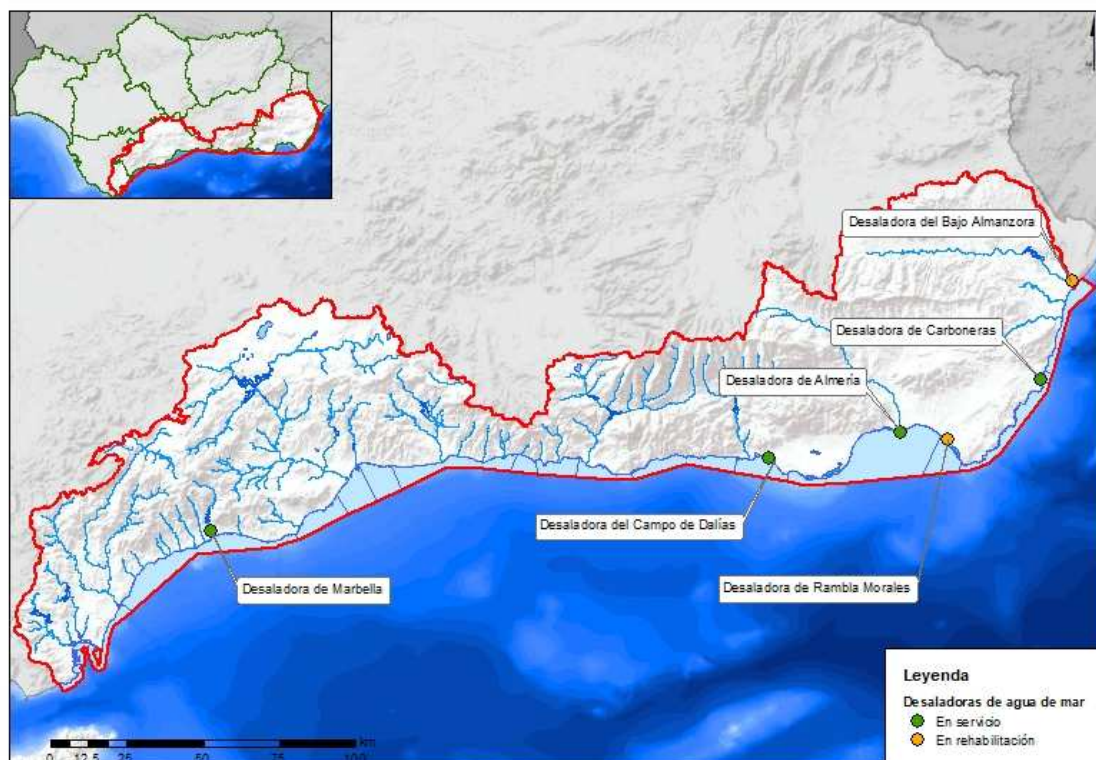 Desaladora del Bajo Almanzora
Desaladora de Carboneras
Desaladora de Almería
Desaladora del Campo de Dalías
Desaladora de Marbella
Desaladora de Rambla Morales
Leyenda
Desaladoras de agua de mar
En servicio
En rehabilitación
km
0 12,5 25 50 75 100